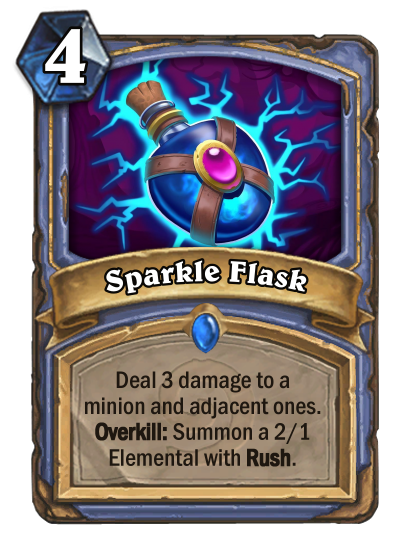 4
Sparkle Flask
Deal 3 damage to a
minion and adjacent ones.
Overkill: Summon a 2/1
Elemental with Rush.